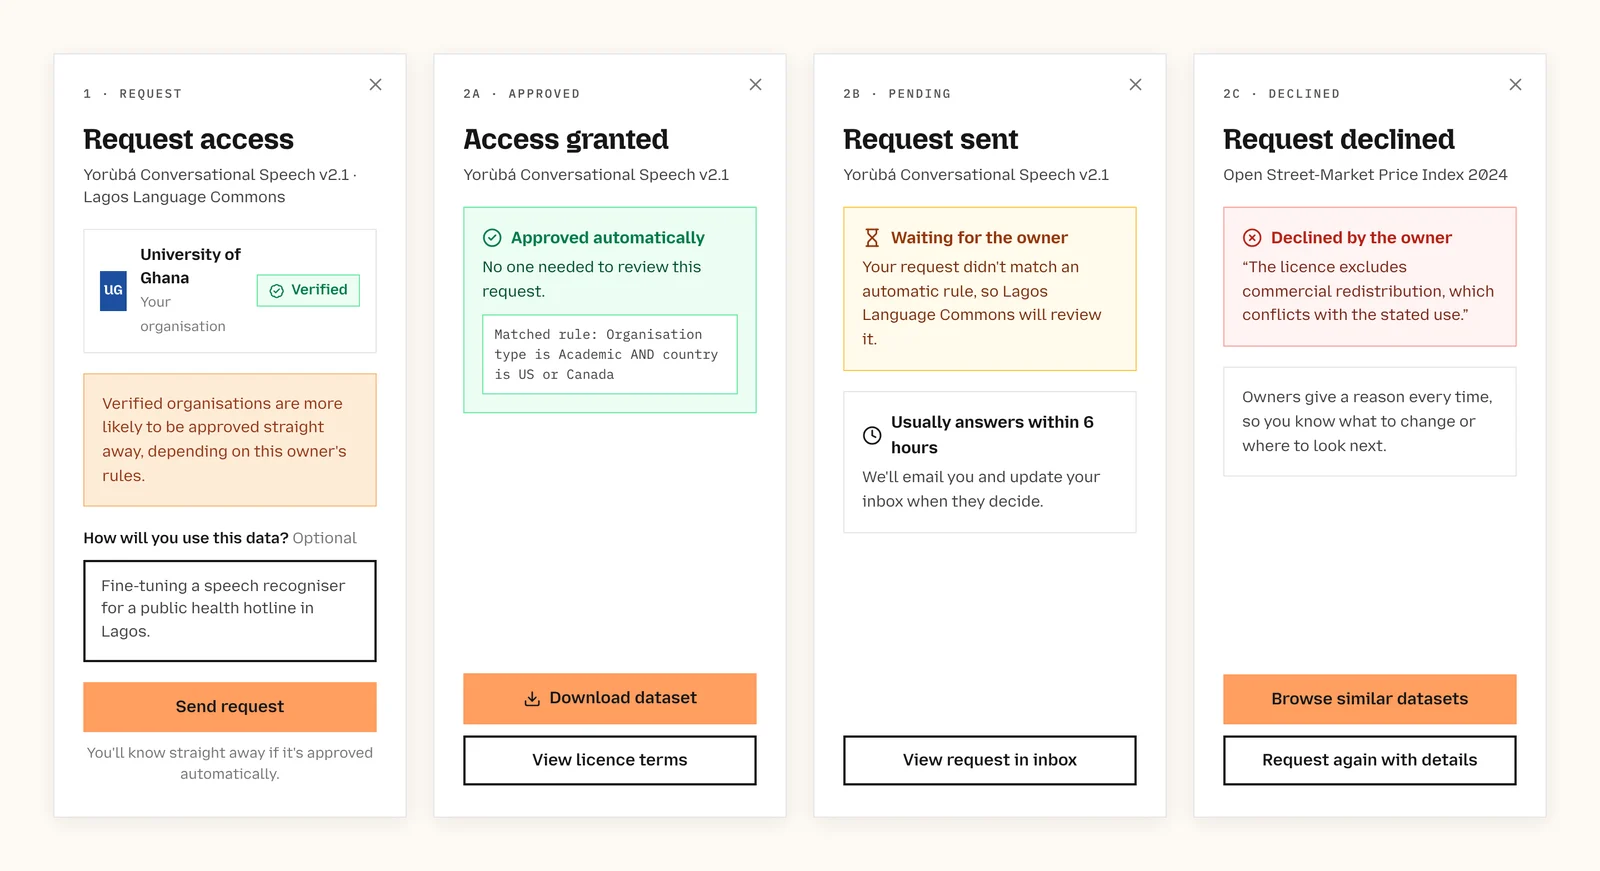 1 · REQUEST
Request access
Yorùbá Conversational Speech v2.1 ·
Lagos Language Commons
UG
University of
Ghana
Your
organisation
Verified
Verified organisations are more
likely to be approved straight
away, depending on this owner's
rules.
How will you use this data? Optional
Fine-tuning a speech recogniser
for a public health hotline in
Lagos.
Send request
You'll know straight away if it's approved
automatically.
2A · APPROVED
Access granted
Yorùbá Conversational Speech v2.1
Approved automatically
No one needed to review this
request.
Matched rule: Organisation
type is Academic AND country
is US or Canada
Download dataset
View licence terms
2B · PENDING
Request sent
Yorùbá Conversational Speech v2.1
Waiting for the owner
Your request didn't match an
automatic rule, so Lagos
Language Commons will review
it.
Usually answers within 6
hours
We'll email you and update your
inbox when they decide.
View request in inbox
2C · DECLINED
Request declined
Open Street-Market Price Index 2024
Declined by the owner
“The licence excludes
commercial redistribution, which
conflicts with the stated use.”
Owners give a reason every time,
so you know what to change or
where to look next.
Browse similar datasets
Request again with details